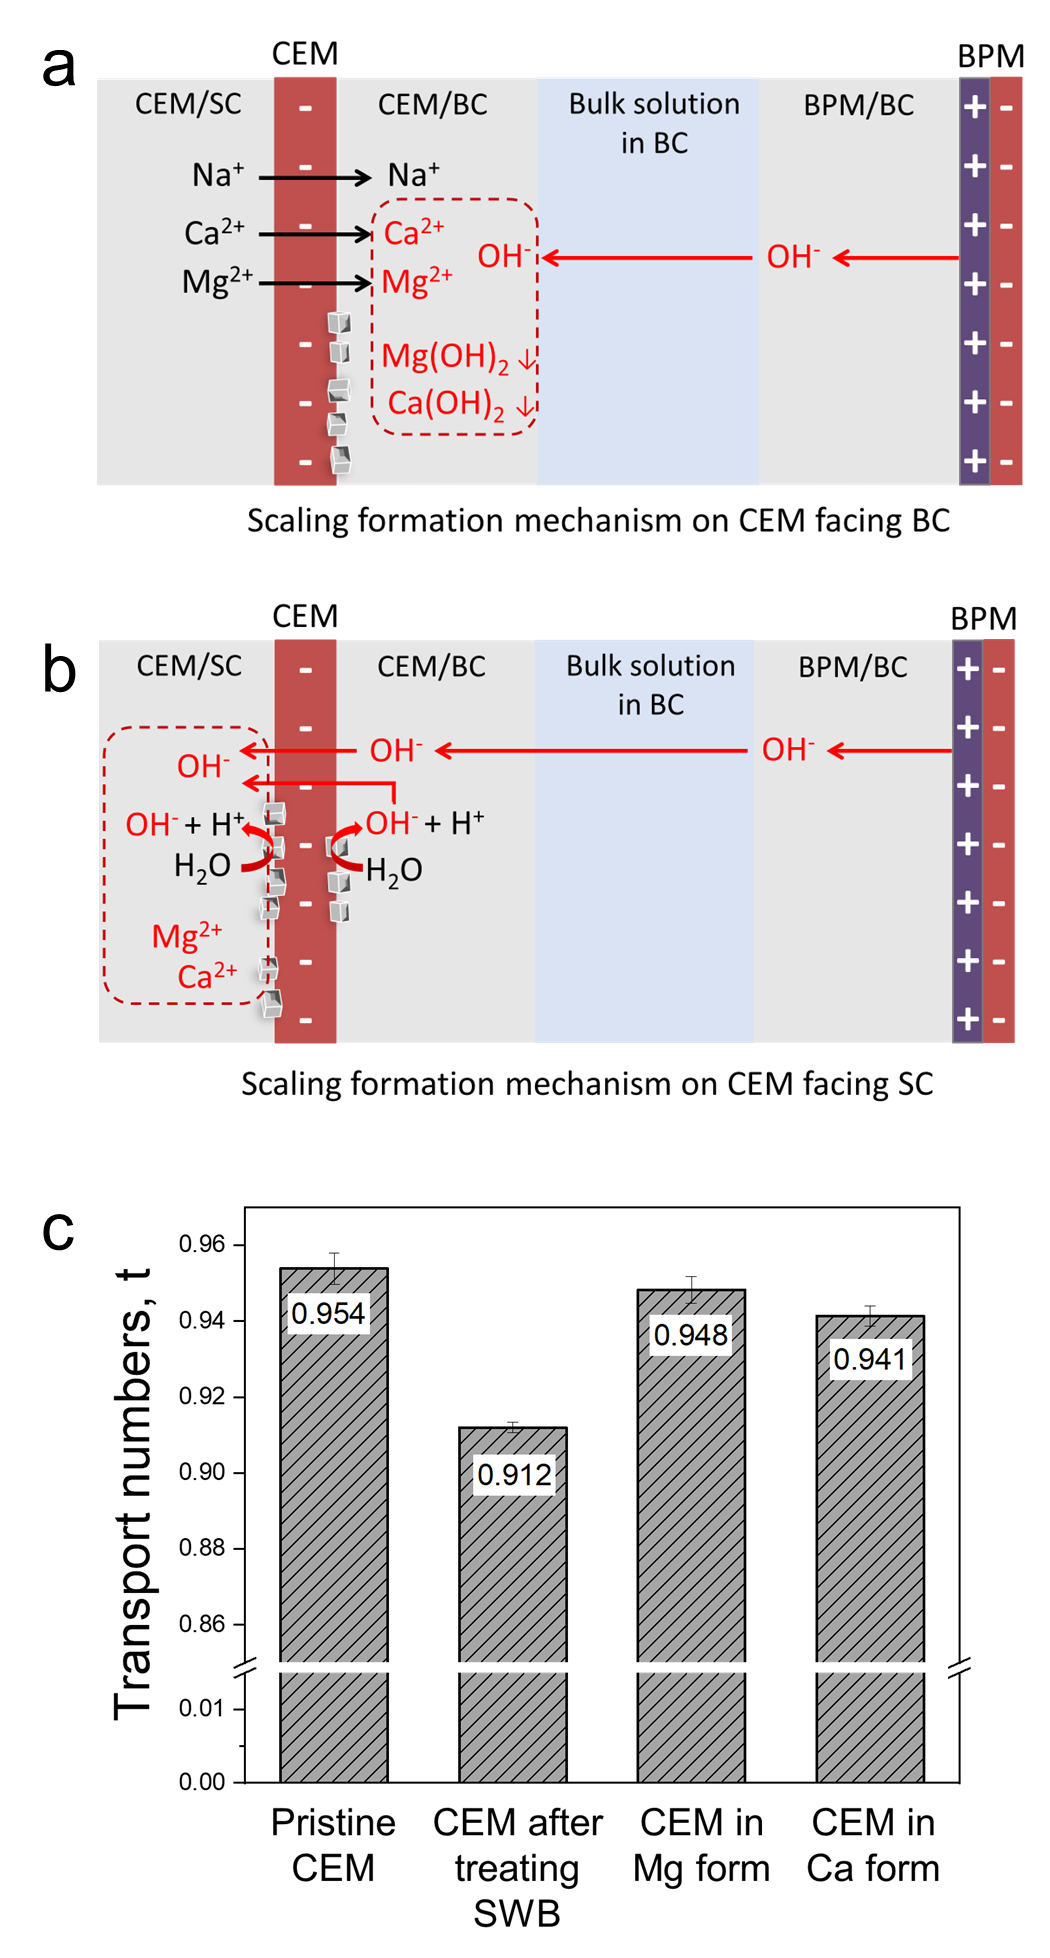 a
CEM
BPM
CEM/SC
CEM/BC
Bulk solution
in BC
BPM/BC
Na⁺
Na⁺
Ca²⁺
Ca²⁺
OH⁻
OH⁻
Mg²⁺
Mg²⁺
Mg(OH)₂ ↓
Ca(OH)₂ ↓
Scaling formation mechanism on CEM facing BC
b
CEM
BPM
CEM/SC
CEM/BC
Bulk solution
in BC
BPM/BC
OH⁻
OH⁻
OH⁻
OH⁻ + H⁺
OH⁻ + H⁺
H₂O
H₂O
Mg²⁺
Ca²⁺
Scaling formation mechanism on CEM facing SC
c
Transport numbers, t
0.96
0.94
0.92
0.90
0.88
0.86
0.01
0.00
0.954
0.912
0.948
0.941
Pristine
CEM
CEM after
treating
SWB
CEM in
Mg form
CEM in
Ca form